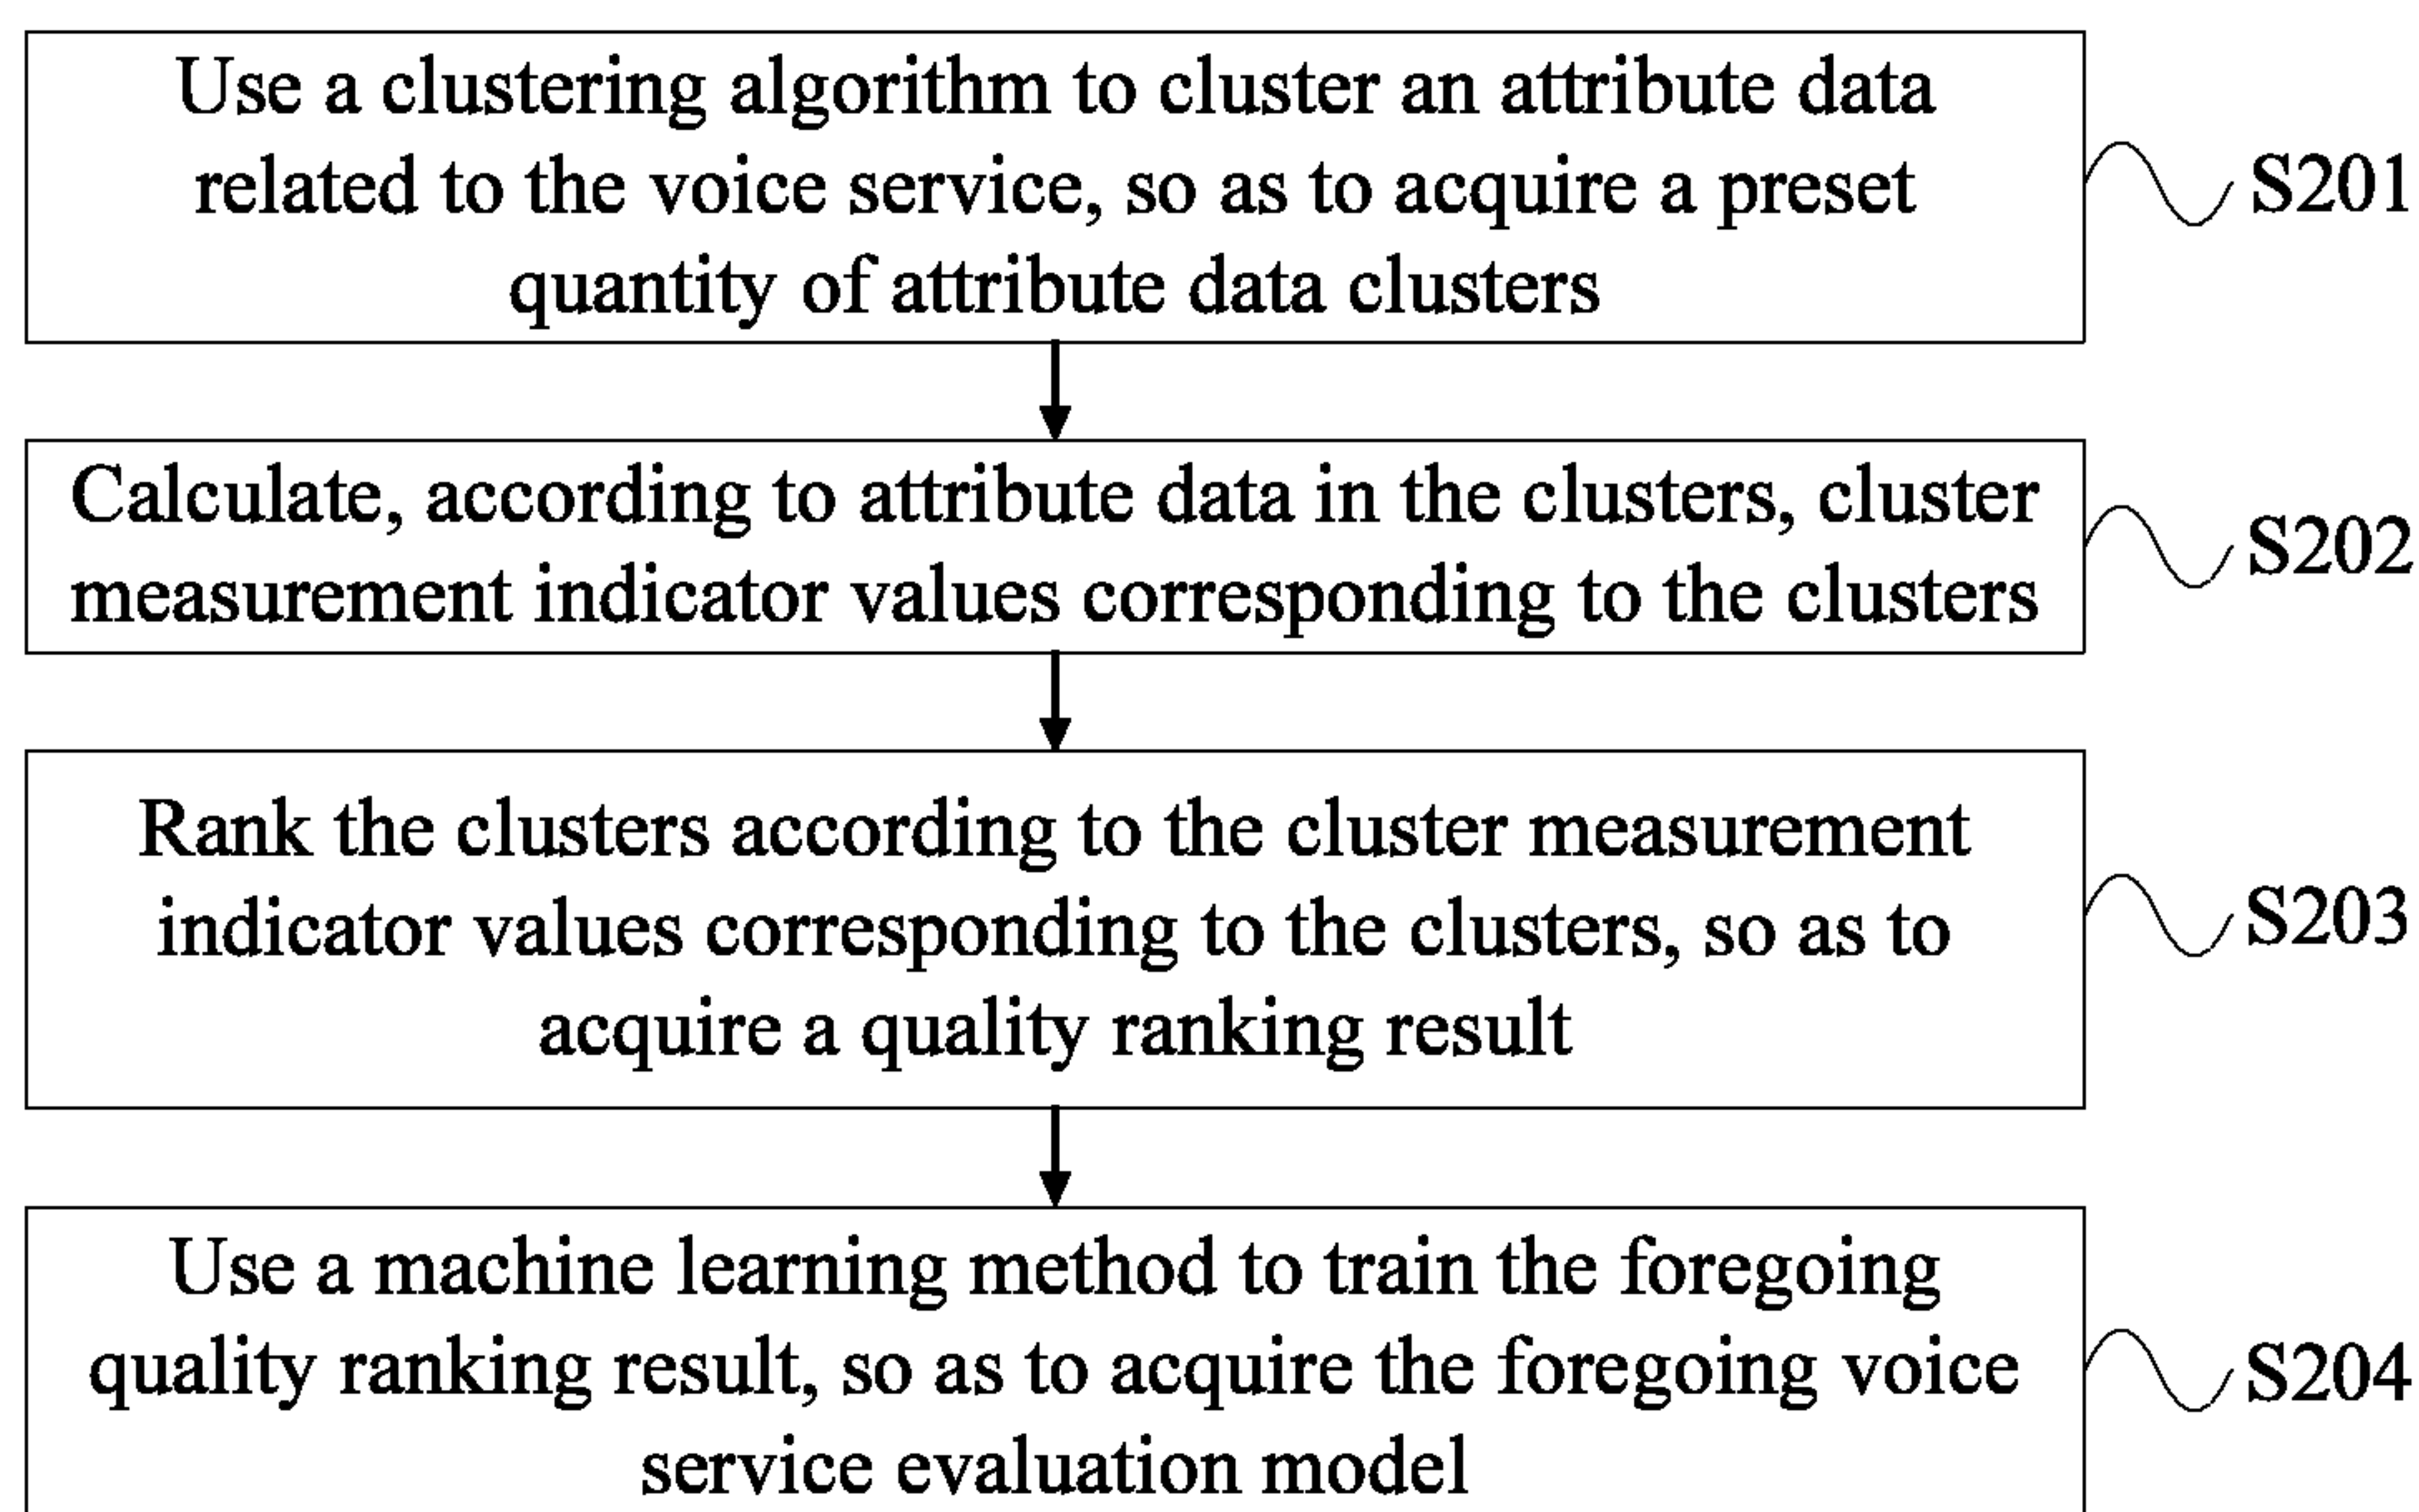 Use a clustering algorithm to cluster an attribute data
related to the voice service, so as to acquire a preset
quantity of attribute data clusters
S201
Calculate, according to attribute data in the clusters, cluster
measurement indicator values corresponding to the clusters
S202
Rank the clusters according to the cluster measurement
indicator values corresponding to the clusters, so as to
acquire a quality ranking result
S203
Use a machine learning method to train the foregoing
quality ranking result, so as to acquire the foregoing voice
service evaluation model
S204